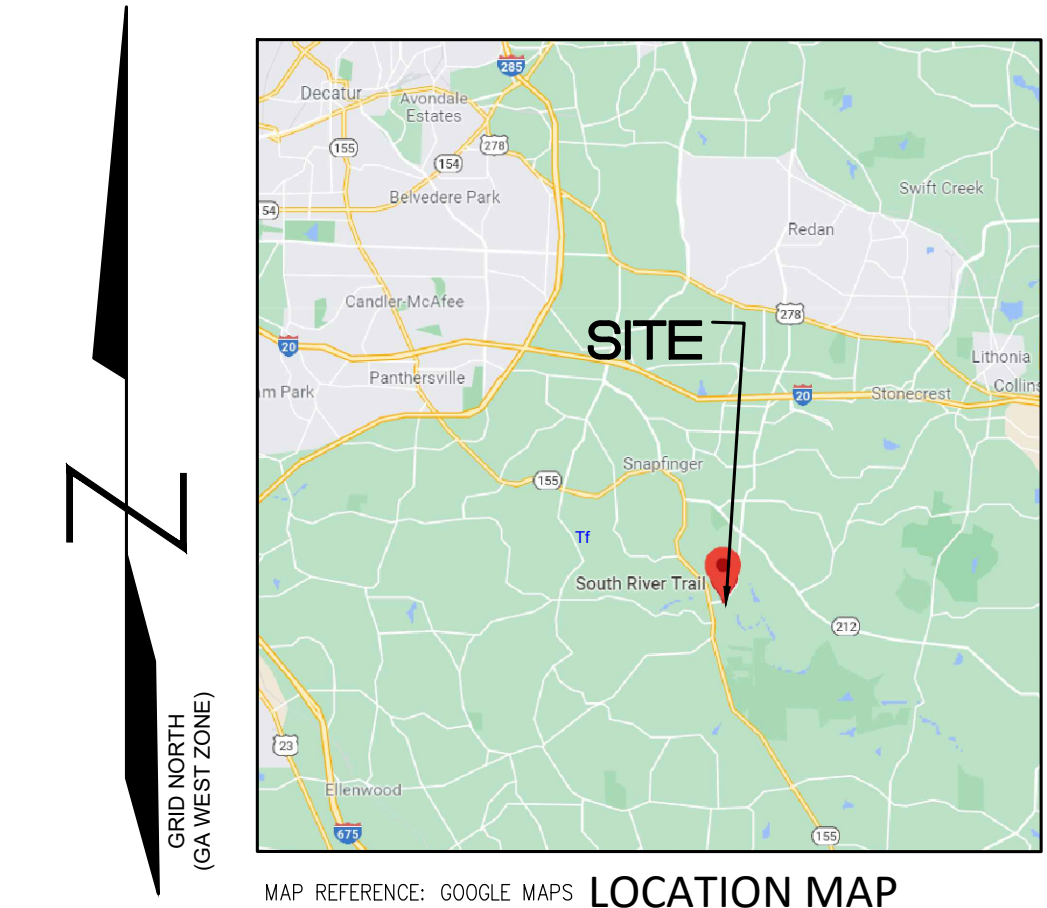 285
Decatur
Avondale
Estates
155
278
154
Swift Creek
Belvedere Park
54
Redan
Candler-McAfee
278
SITE
20
Lithonia
Panthersville
am Park
20
Stonecrest
Collins
Snapfinger
155
Tf
South River Trail
212
23
Ellenwood
675
155
GRID NORTH
(GA WEST ZONE)
Z
MAP REFERENCE: GOOGLE MAPS LOCATION MAP